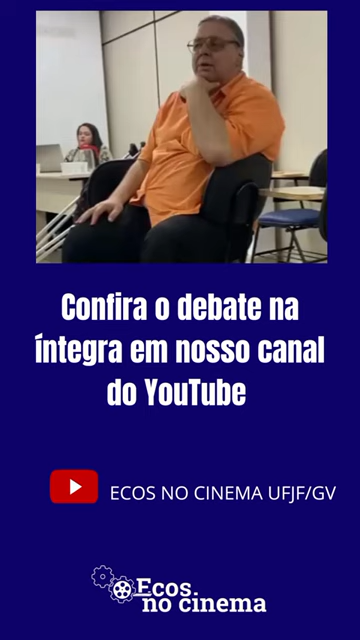 Confira o debate na
íntegra em nosso canal
do YouTube
ECOS NO CINEMA UFJF/GV
Ecos
no cinema